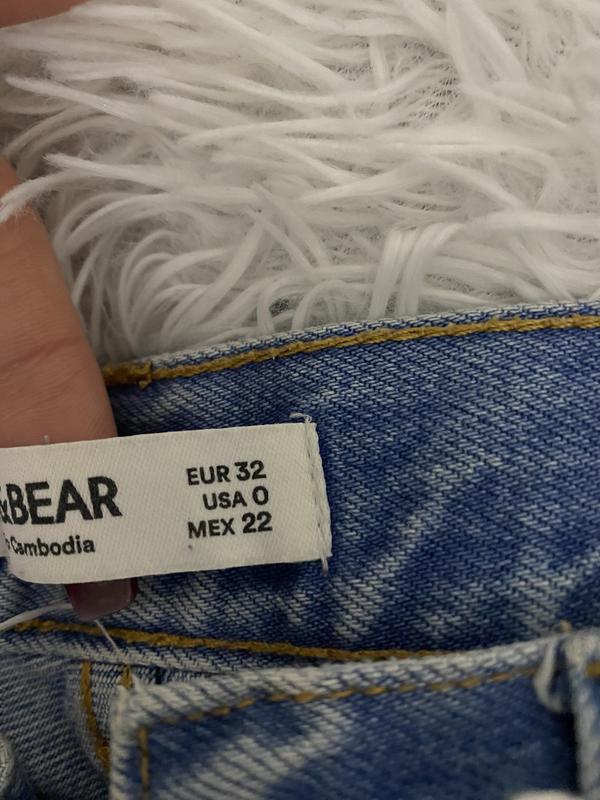 &BEAR
Cambodia
EUR 32
USA 0
MEX 22